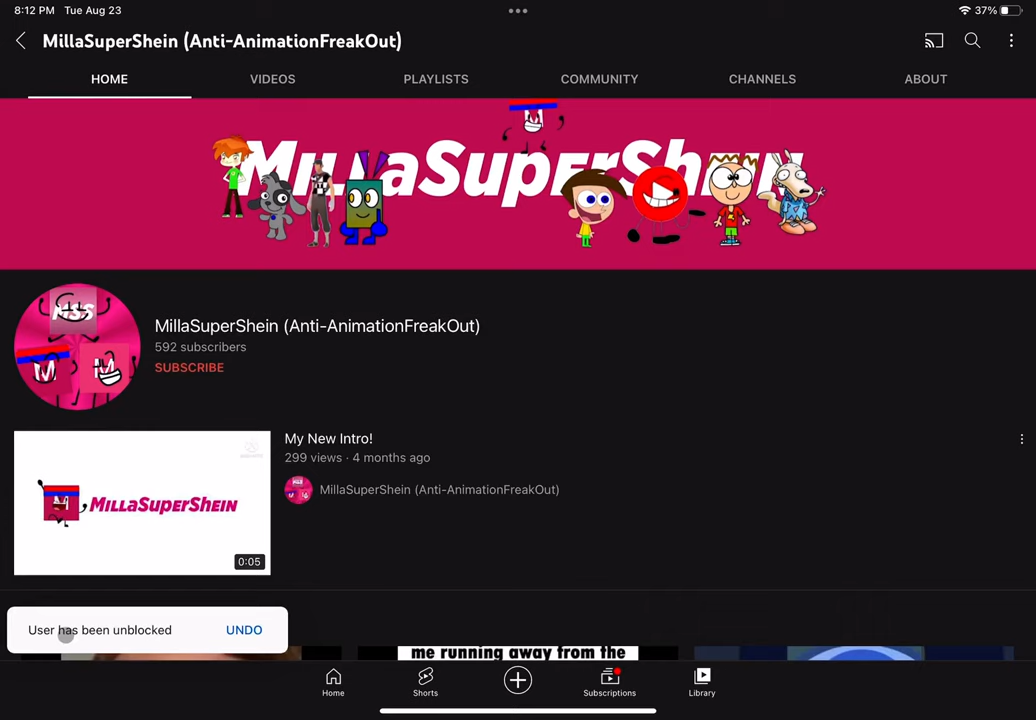 8:12 PM Tue Aug 23
37%
MillaSuperShein (Anti-AnimationFreakOut)
HOME VIDEOS PLAYLISTS COMMUNITY CHANNELS ABOUT
MillaSuperShein
MSS
M M
MillaSuperShein (Anti-AnimationFreakOut)
592 subscribers
SUBSCRIBE
My New Intro!
299 views · 4 months ago
MillaSuperShein (Anti-AnimationFreakOut)
MILLASUPERSHEIN
0:05
User has been unblocked UNDO
me running away from the
Home Shorts Subscriptions Library